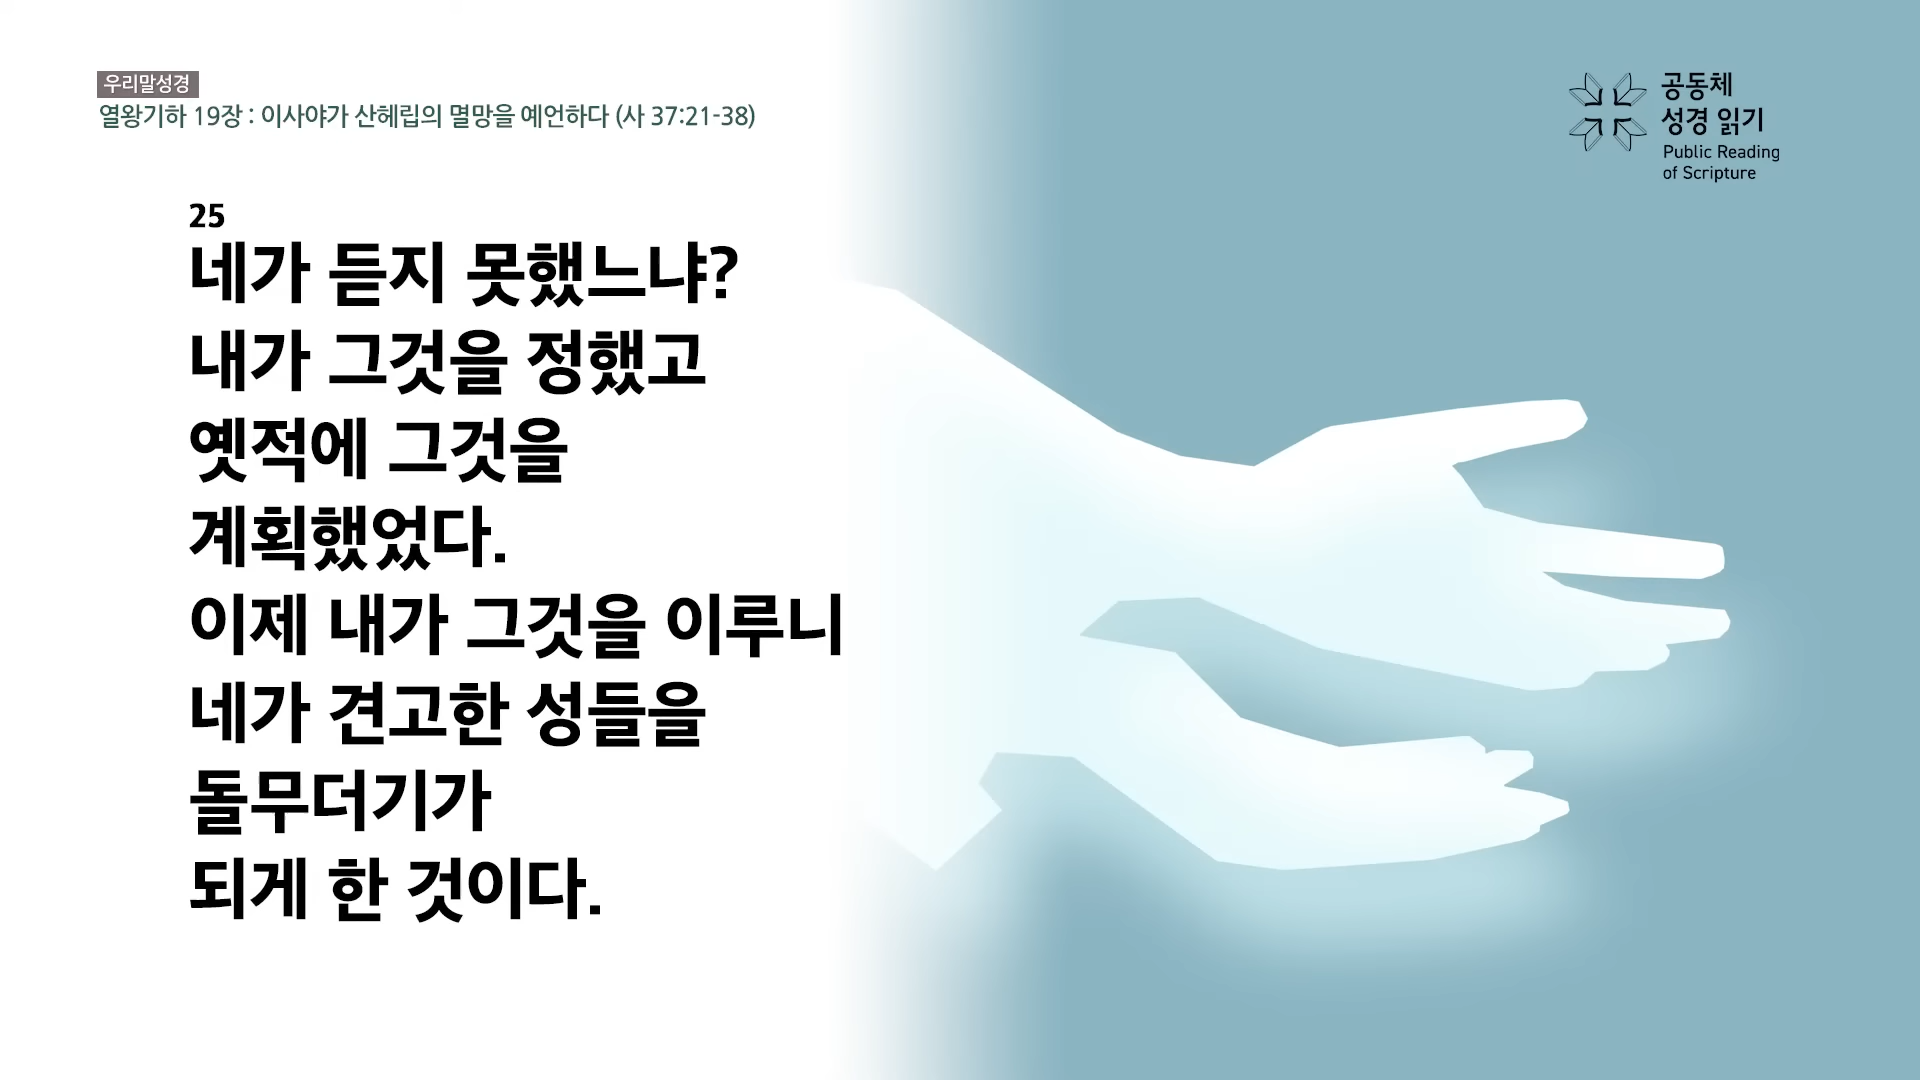 우리말성경
열왕기하 19장 : 이사야가 산헤립의 멸망을 예언하다 (사 37:21-38)
공동체
성경 읽기
Public Reading
of Scripture
25
네가 듣지 못했느냐?
내가 그것을 정했고
옛적에 그것을
계획했었다.
이제 내가 그것을 이루니
네가 견고한 성들을
돌무더기가
되게 한 것이다.